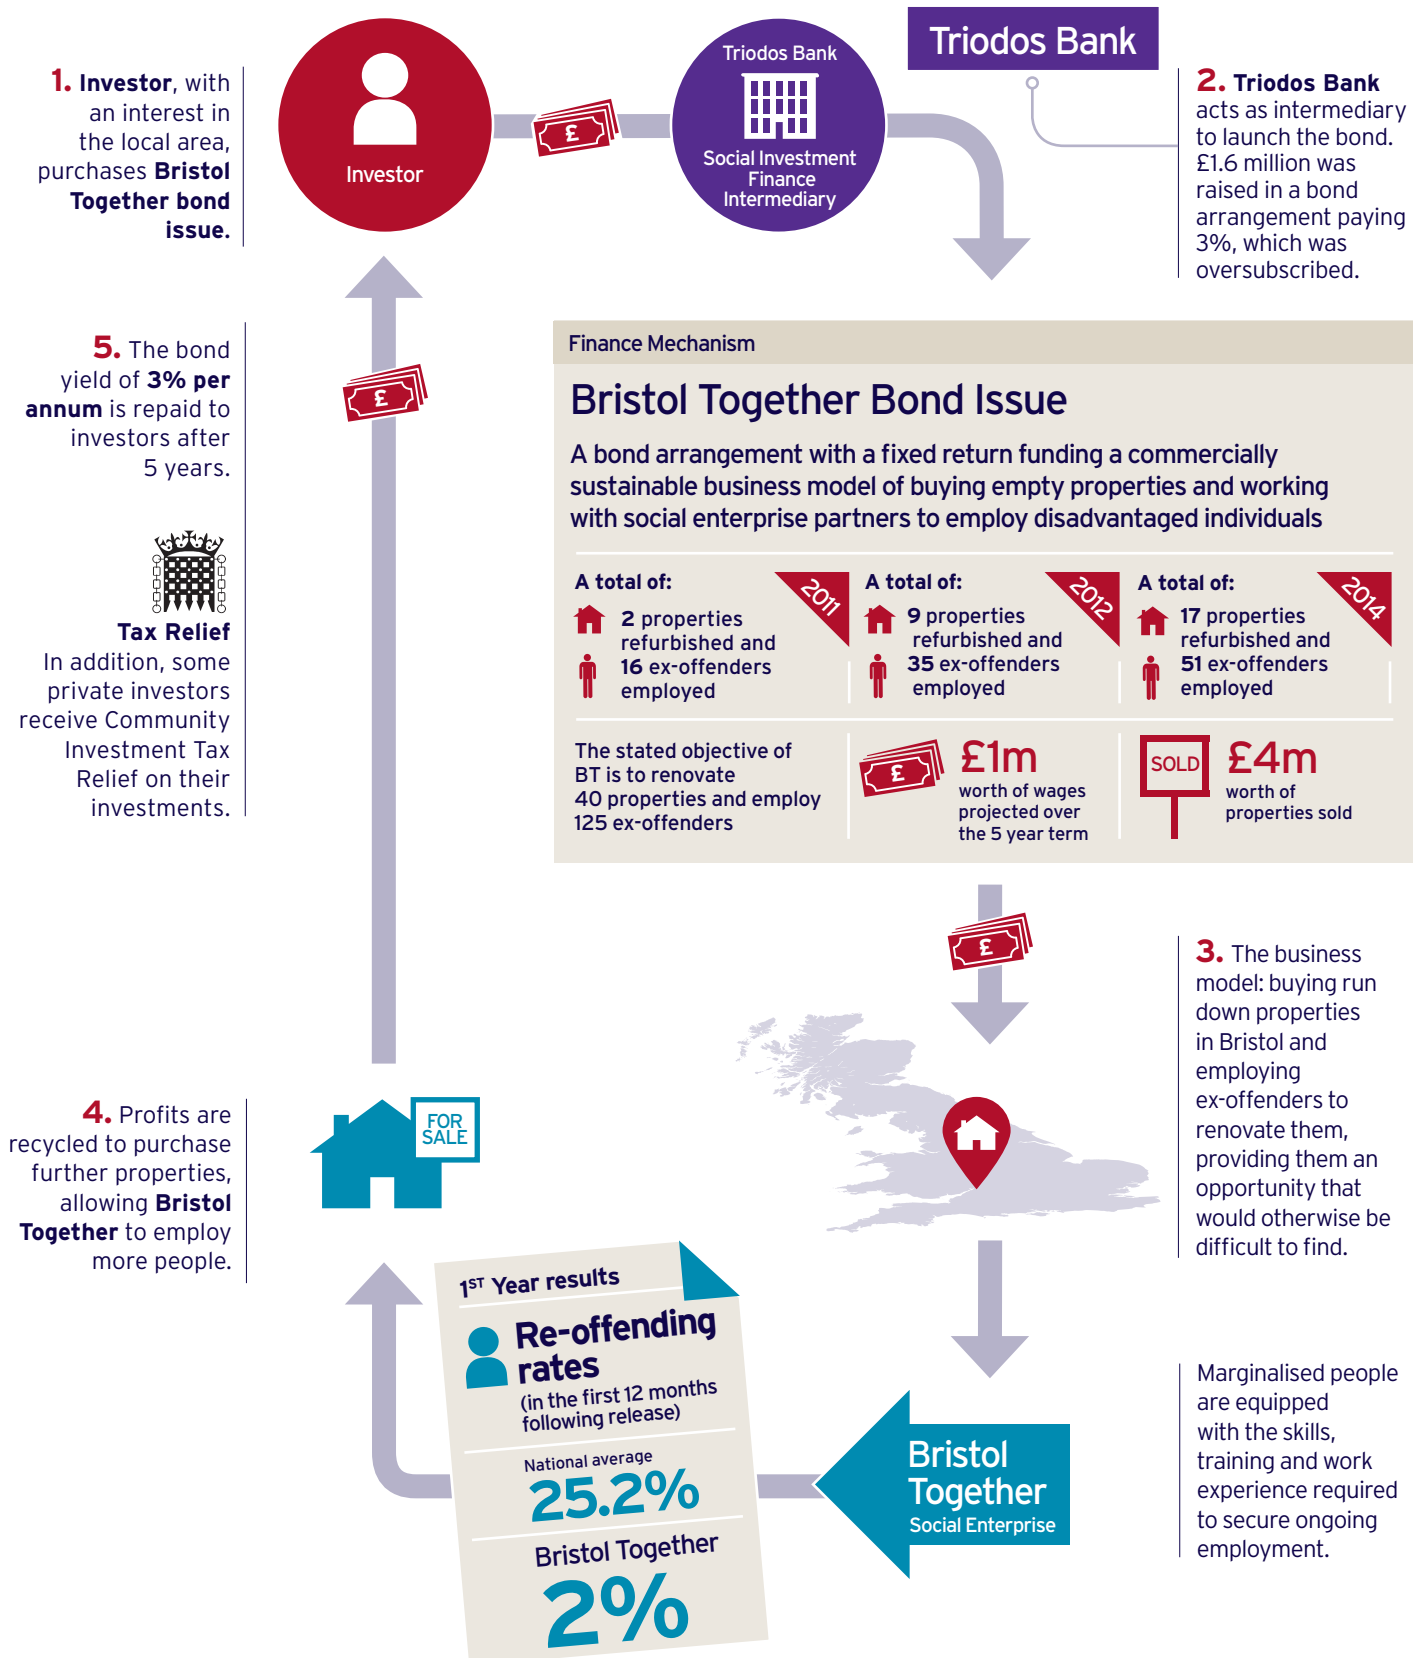 1. Investor, with
an interest in
the local area,
purchases Bristol
Together bond
issue.
Investor
£
Triodos Bank
Social Investment
Finance
Intermediary
Triodos Bank
2. Triodos Bank
acts as intermediary
to launch the bond.
£1.6 million was
raised in a bond
arrangement paying
3%, which was
oversubscribed.
5. The bond
yield of 3% per
annum is repaid to
investors after
5 years.
£
Tax Relief
In addition, some
private investors
receive Community
Investment Tax
Relief on their
investments.
Finance Mechanism
Bristol Together Bond Issue
A bond arrangement with a fixed return funding a commercially
sustainable business model of buying empty properties and working
with social enterprise partners to employ disadvantaged individuals
A total of:
2011
2 properties
refurbished and
16 ex-offenders
employed
A total of:
2012
9 properties
refurbished and
35 ex-offenders
employed
A total of:
2014
17 properties
refurbished and
51 ex-offenders
employed
The stated objective of
BT is to renovate
40 properties and employ
125 ex-offenders
£
£1m
worth of wages
projected over
the 5 year term
SOLD
£4m
worth of
properties sold
£
3. The business
model: buying run
down properties
in Bristol and
employing
ex-offenders to
renovate them,
providing them an
opportunity that
would otherwise be
difficult to find.
4. Profits are
recycled to purchase
further properties,
allowing Bristol
Together to employ
more people.
FOR
SALE
1ST Year results
Re-offending
rates
(in the first 12 months
following release)
National average
25.2%
Bristol Together
2%
Bristol
Together
Social Enterprise
Marginalised people
are equipped
with the skills,
training and work
experience required
to secure ongoing
employment.